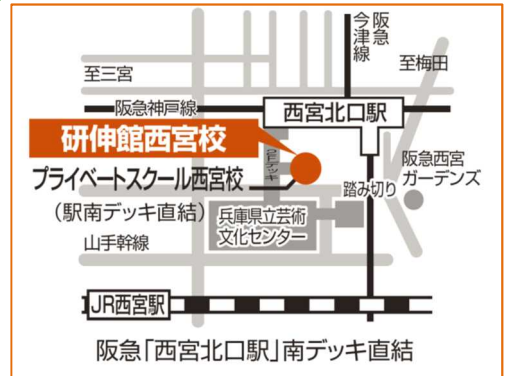 阪急
今津線
至三宮
至梅田
阪急神戸線
西宮北口駅
研伸館西宮校
2Fデッキ
プライベートスクール西宮校
（駅南デッキ直結）
踏み切り
阪急西宮
ガーデンズ
兵庫県立芸術
文化センター
山手幹線
JR西宮駅
阪急「西宮北口駅」南デッキ直結